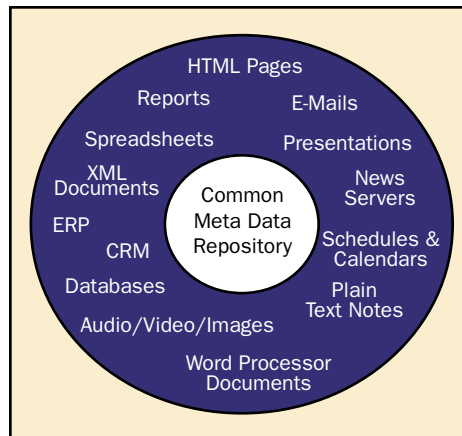 HTML Pages
Reports
E-Mails
Spreadsheets
Presentations
XML
Documents
News
Servers
Common
Meta Data
Repository
ERP
CRM
Schedules &
Calendars
Databases
Plain
Text Notes
Audio/Video/Images
Word Processor
Documents